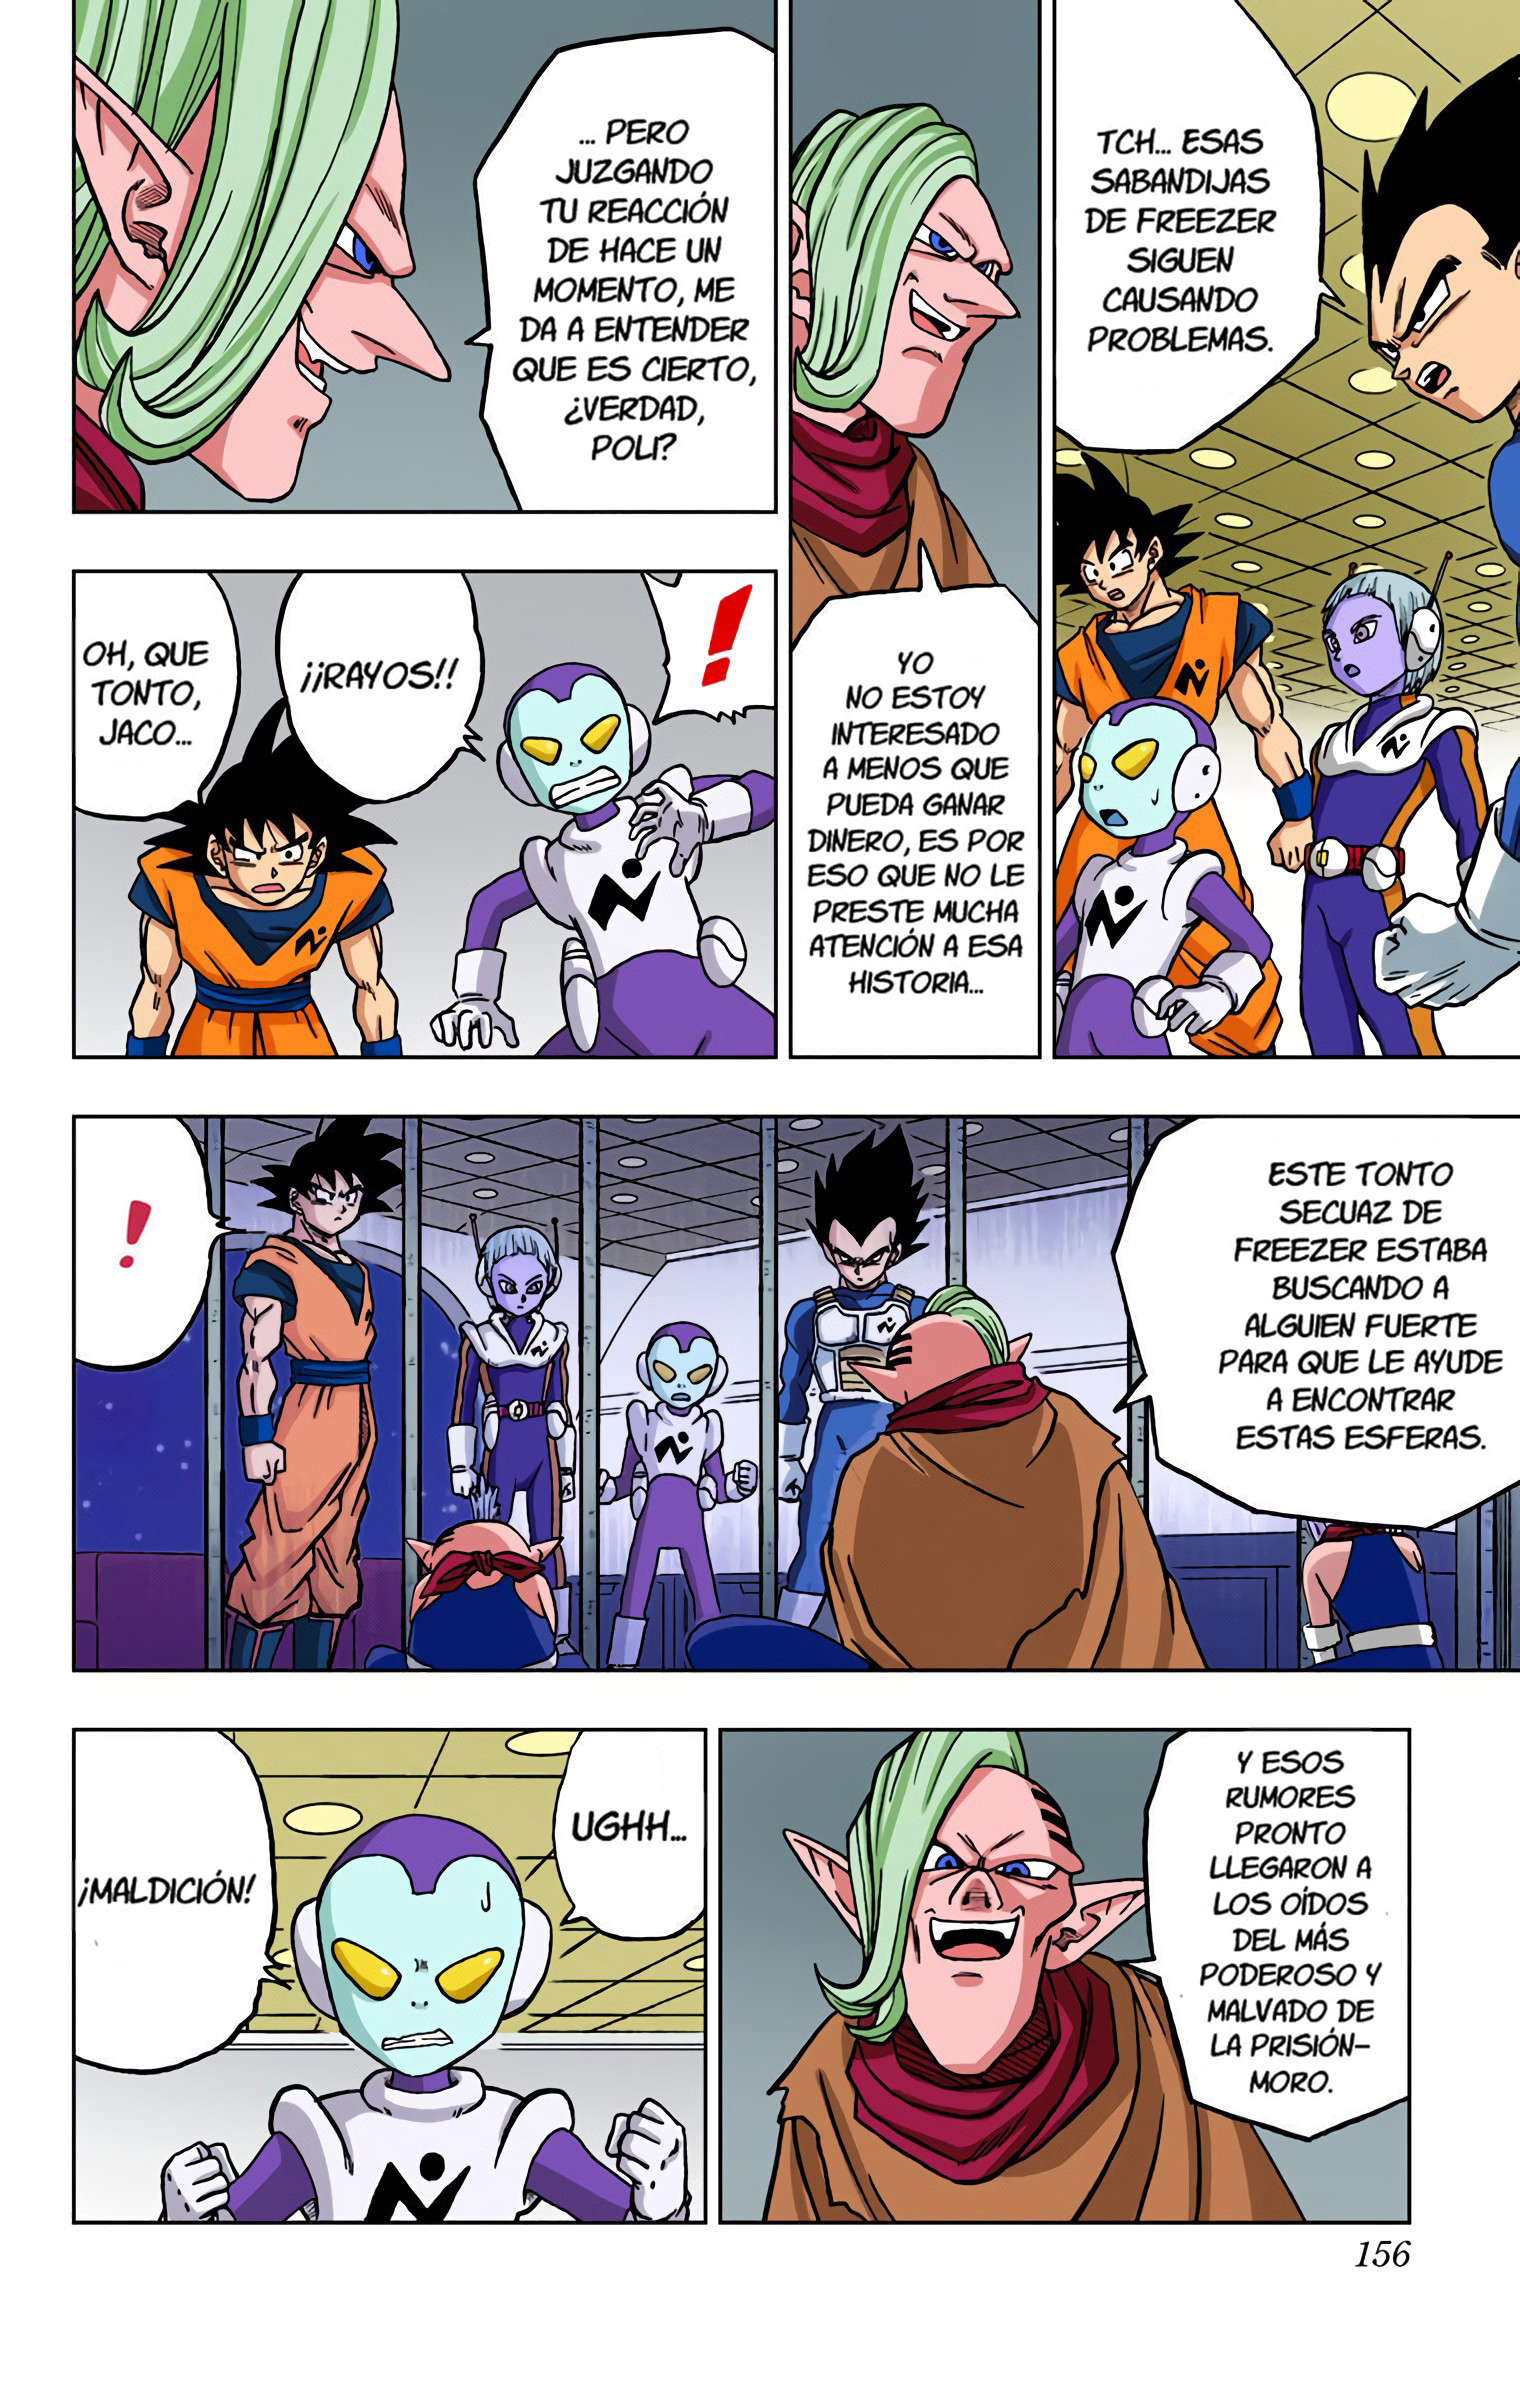 TCH... ESAS
SABANDIJAS
DE FREEZER
SIGUEN
CAUSANDO
PROBLEMAS.
YO
NO ESTOY
INTERESADO
A MENOS QUE
PUEDA GANAR
DINERO, ES POR
ESO QUE NO LE
PRESTE MUCHA
ATENCIÓN A ESA
HISTORIA...
... PERO
JUZGANDO
TU REACCIÓN
DE HACE UN
MOMENTO, ME
DA A ENTENDER
QUE ES CIERTO,
¿VERDAD,
POLI?
!
¡¡RAYOS!!
OH, QUE
TONTO,
JACO...
ESTE TONTO
SECUAZ DE
FREEZER ESTABA
BUSCANDO A
ALGUIEN FUERTE
PARA QUE LE AYUDE
A ENCONTRAR
ESTAS ESFERAS.
!
Y ESOS
RUMORES
PRONTO
LLEGARON A
LOS OÍDOS
DEL MÁS
PODEROSO Y
MALVADO DE
LA PRISIÓN–
MORO.
UGHH...
¡MALDICIÓN!
156